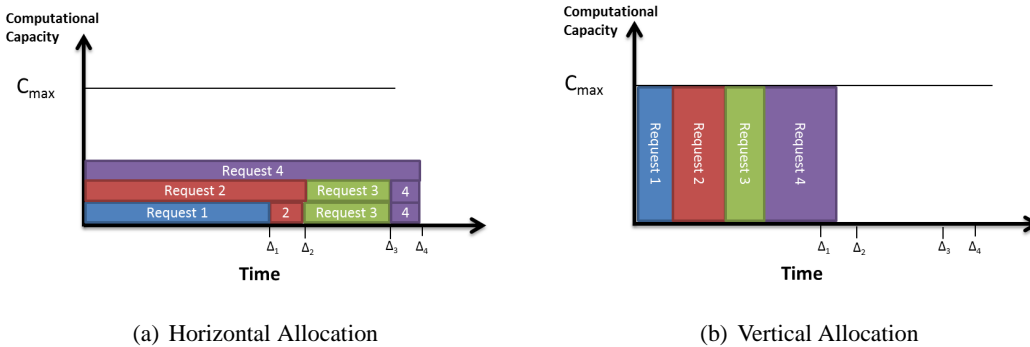 Computational
Capacity
C_max
Request 4
Request 2
Request 3
4
Request 1
2
Request 3
4
Δ₁
Δ₂
Δ₃
Δ₄
Time
(a) Horizontal Allocation
Computational
Capacity
C_max
Request 1
Request 2
Request 3
Request 4
Δ₁
Δ₂
Δ₃
Δ₄
Time
(b) Vertical Allocation